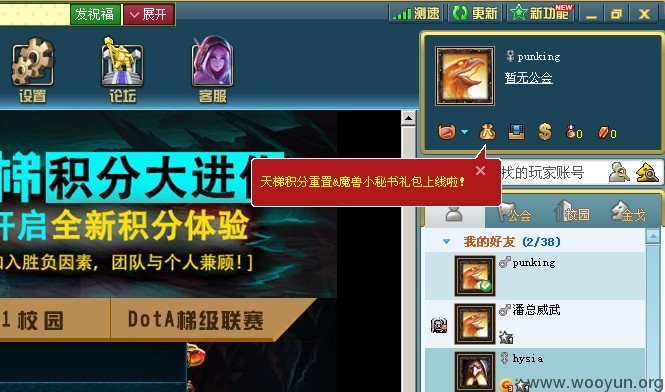 发祝福 展开 测速 更新 新功能 NEW
设置 论坛 客服
punking
暂无公会
0 0
梯积分大进化
天梯积分重置&魔兽小秘书礼包上线啦!
找的玩家账号
开启全新积分体验
加入胜负因素，团队与个人兼顾!]
公会 校园 金戈
我的好友 (2/38)
punking
1校园 DotA梯级联赛
潘总威武
hysia
www.wooyun.org